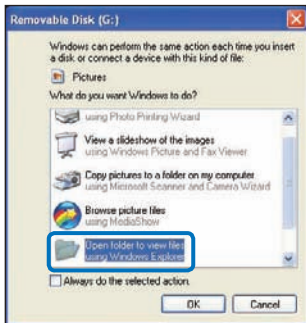 Removable Disk (G:)
Windows can perform the same action each time you insert
a disk or connect a device with this kind of file:
Pictures
What do you want Windows to do?
using Photo Printing Wizard
View a slideshow of the images
using Windows Picture and Fax Viewer
Copy pictures to a folder on my computer
using Microsoft Scanner and Camera Wizard
Browse picture files
using MediaShow
Open folder to view files
using Windows Explorer
Always do the selected action.
OK
Cancel